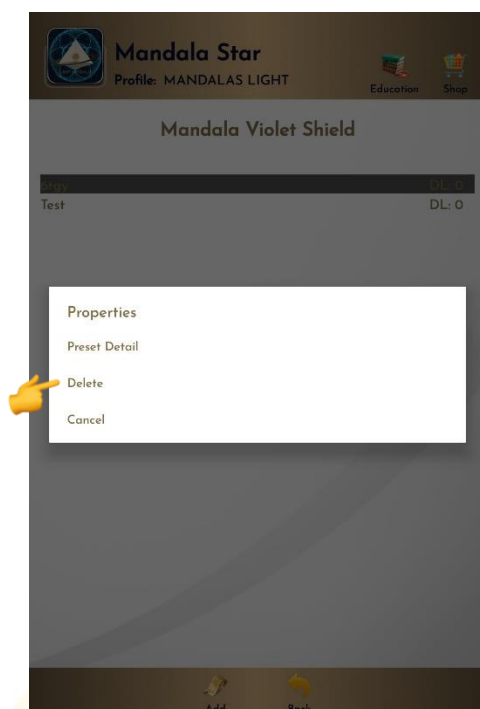 Mandala Star
Profile: MANDALAS LIGHT
Education
Shop
Mandala Violet Shield
DL: 0
Test DL: 0
Properties
Preset Detail
Delete
Cancel
Add
Back